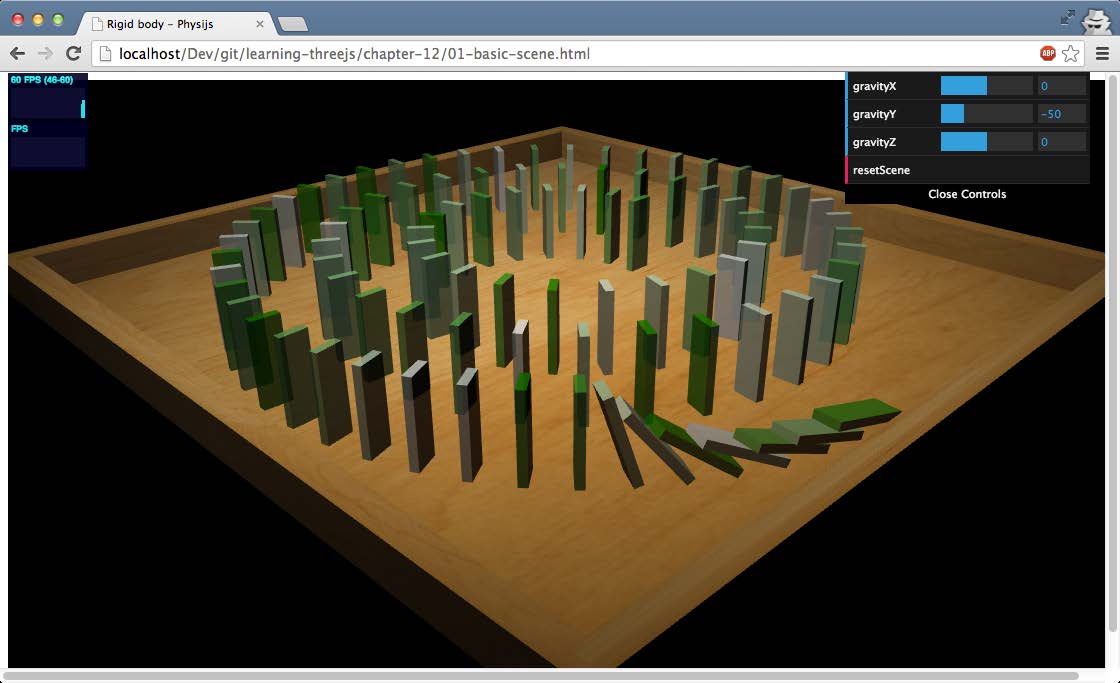 Rigid body – Physijs
localhost/Dev/git/learning-threejs/chapter-12/01-basic-scene.html
ABP
60 FPS (46-60)
FPS
gravityX 0
gravityY -50
gravityZ 0
resetScene
Close Controls